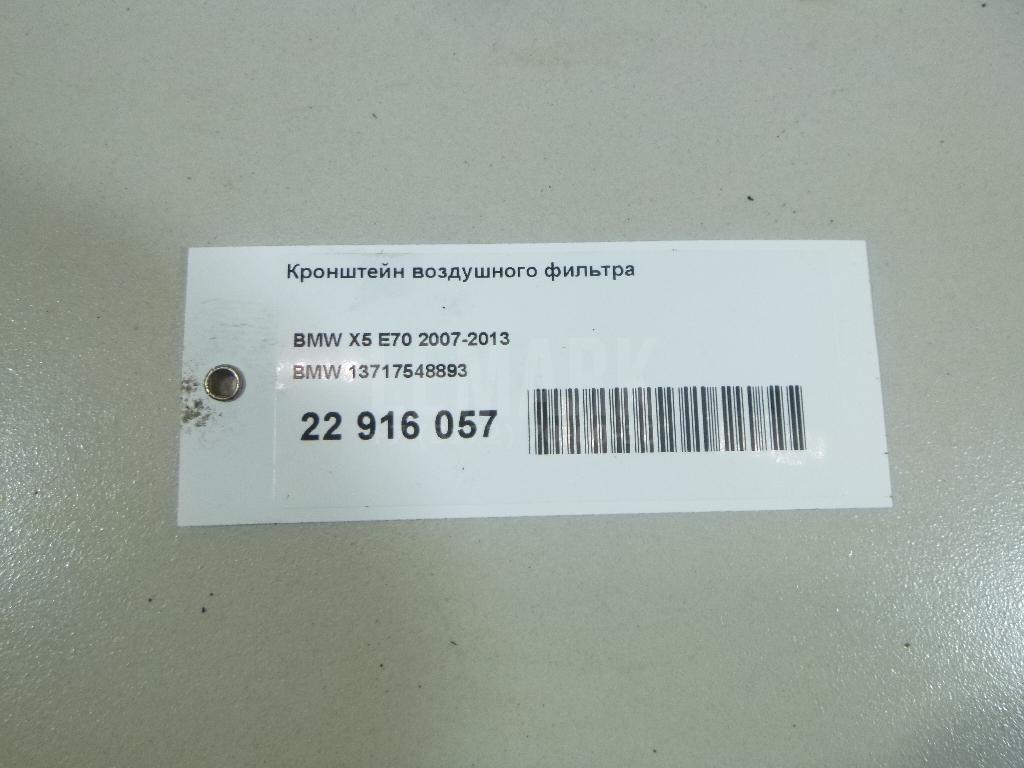 Кронштейн воздушного фильтра
BMW X5 E70 2007-2013
BMW 13717548893
22 916 057